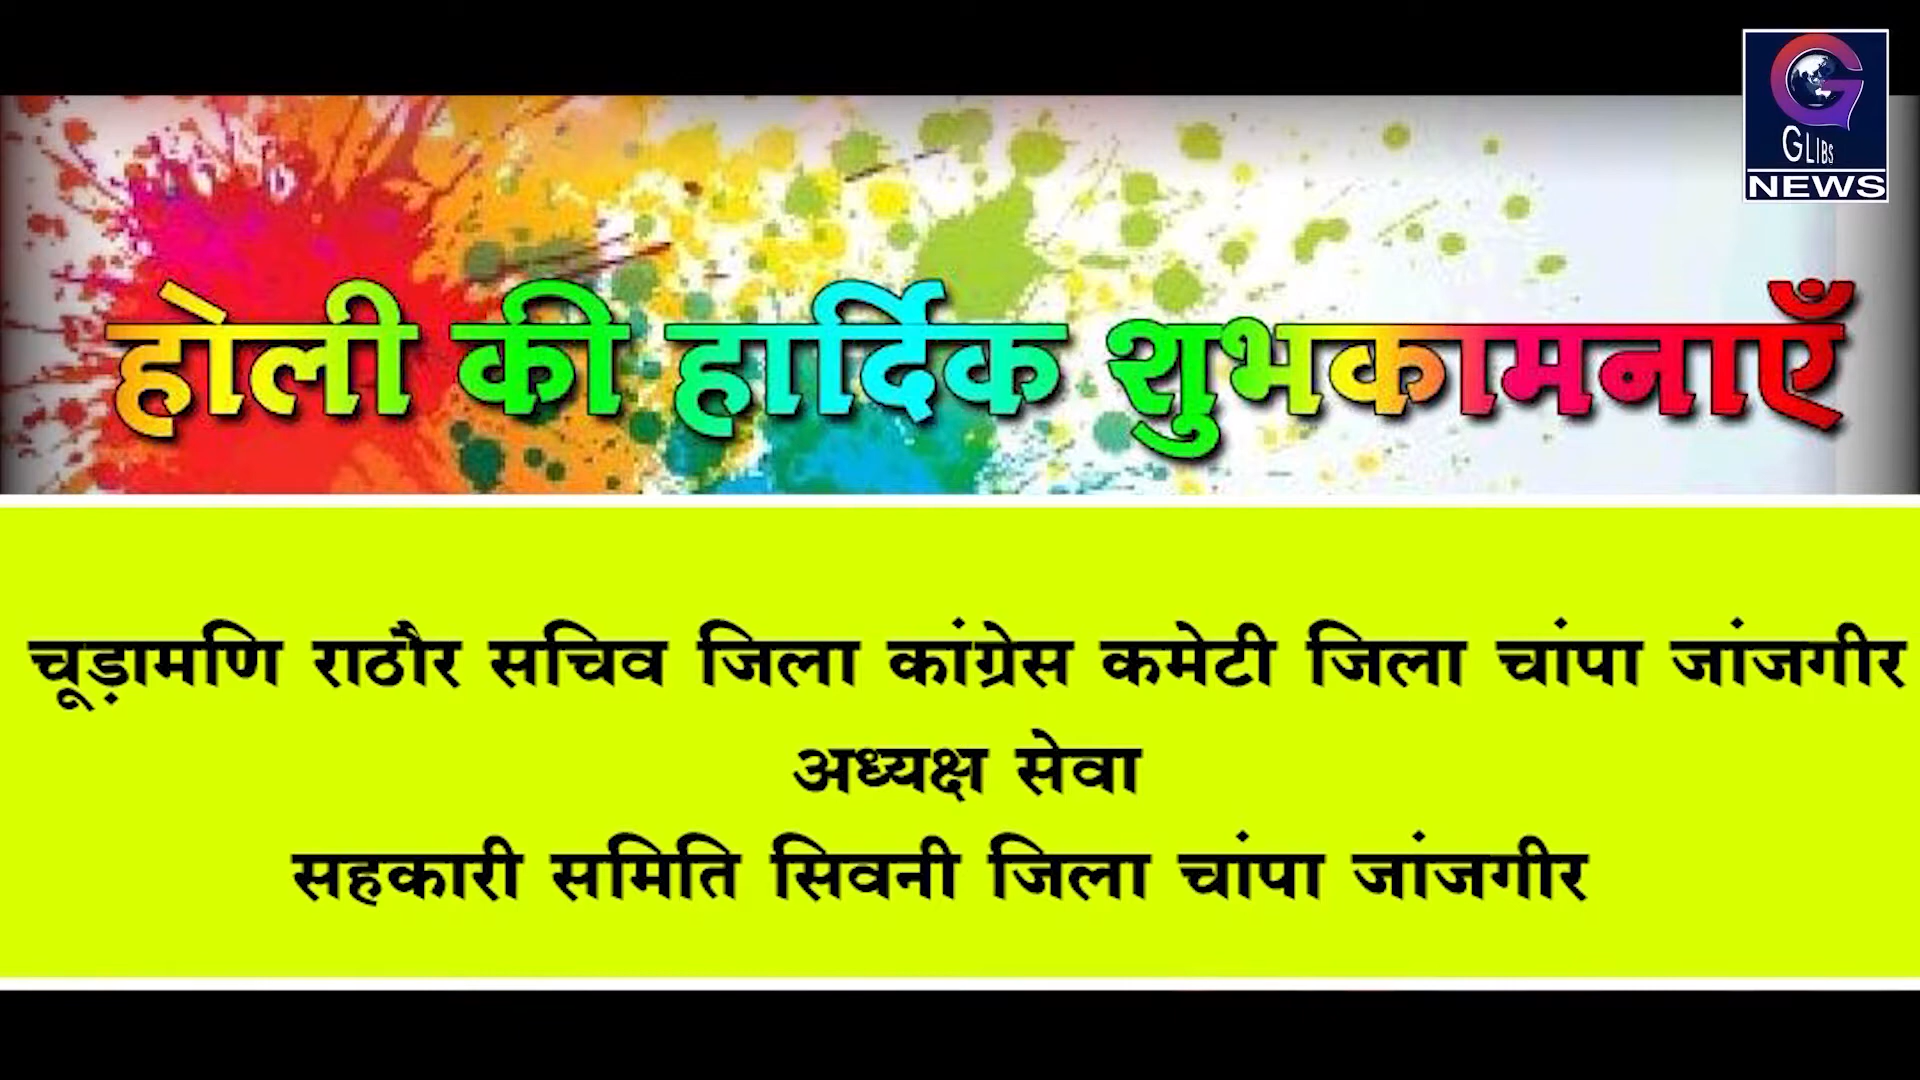 GLIBS
NEWS
होली की हार्दिक शुभकामनाएँ
चूड़ामणि राठौर सचिव जिला कांग्रेस कमेटी जिला चांपा जांजगीर
अध्यक्ष सेवा
सहकारी समिति सिवनी जिला चांपा जांजगीर